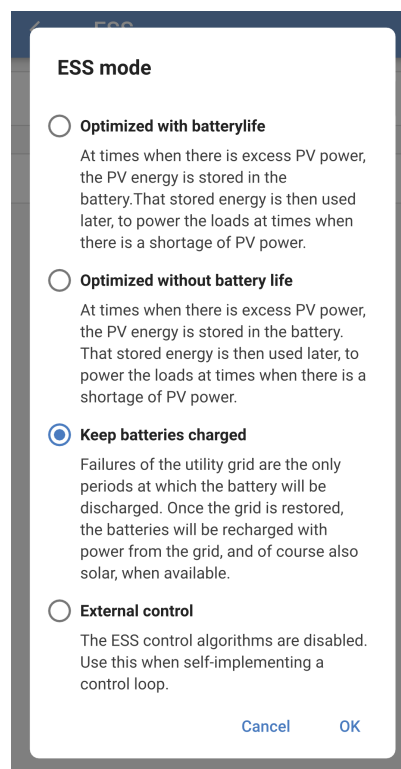 ESS
ESS mode
Optimized with batterylife
At times when there is excess PV power,
the PV energy is stored in the
battery.That stored energy is then used
later, to power the loads at times when
there is a shortage of PV power.
Optimized without battery life
At times when there is excess PV power,
the PV energy is stored in the battery.
That stored energy is then used later, to
power the loads at times when there is a
shortage of PV power.
Keep batteries charged
Failures of the utility grid are the only
periods at which the battery will be
discharged. Once the grid is restored,
the batteries will be recharged with
power from the grid, and of course also
solar, when available.
External control
The ESS control algorithms are disabled.
Use this when self-implementing a
control loop.
Cancel OK